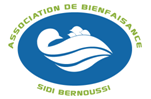 ASSOCIATION DE BIENFAISANCE
SIDI BERNOUSSI